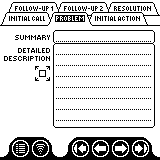 FOLLOW-UP 1 FOLLOW-UP 2 RESOLUTION
INITIAL CALL PROBLEM INITIAL ACTION
SUMMARY
DETAILED
DESCRIPTION